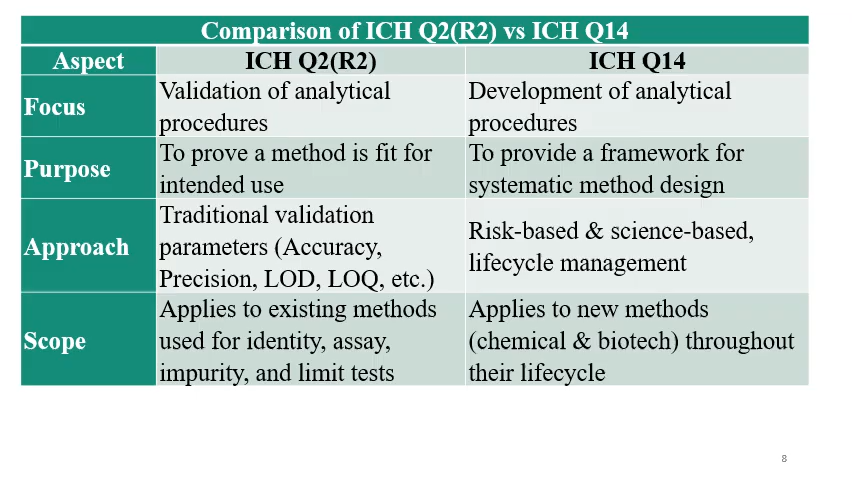 Comparison of ICH Q2(R2) vs ICH Q14
Aspect ICH Q2(R2) ICH Q14
Focus
Validation of analytical
procedures
Development of analytical
procedures
Purpose
To prove a method is fit for
intended use
To provide a framework for
systematic method design
Approach
Traditional validation
parameters (Accuracy,
Precision, LOD, LOQ, etc.)
Risk-based & science-based,
lifecycle management
Scope
Applies to existing methods
used for identity, assay,
impurity, and limit tests
Applies to new methods
(chemical & biotech) throughout
their lifecycle
8